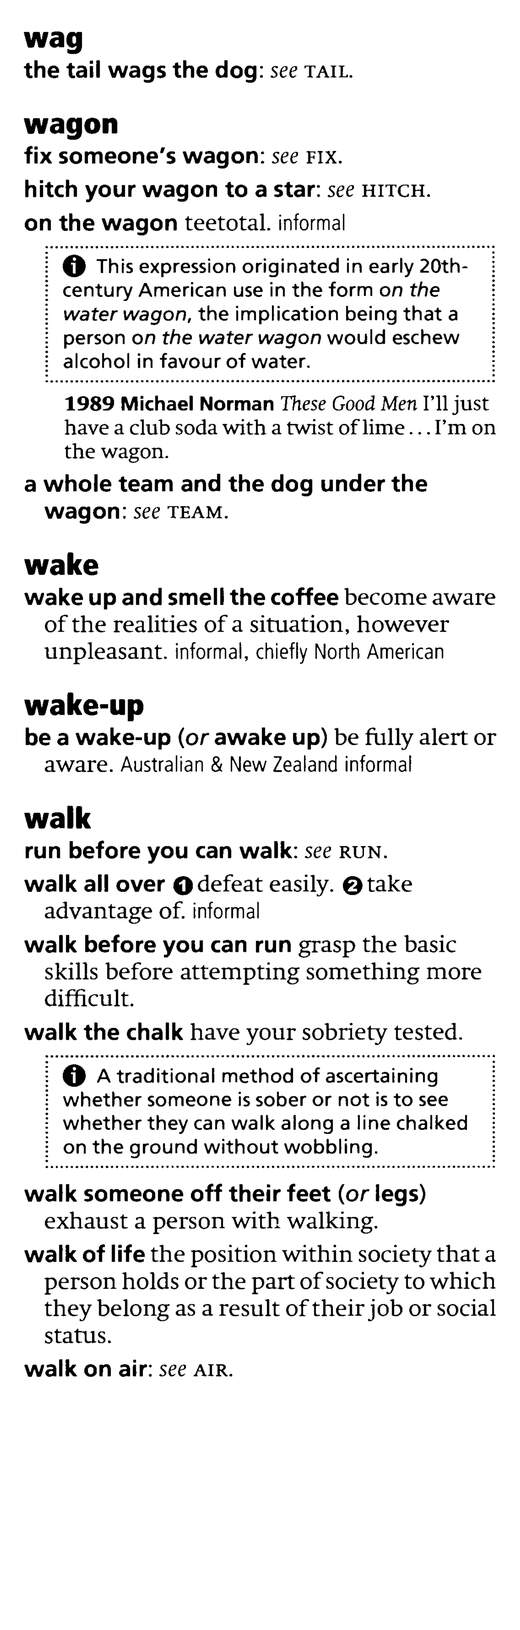 wag
the tail wags the dog: see TAIL.
wagon
fix someone's wagon: see FIX.
hitch your wagon to a star: see HITCH.
on the wagon teetotal. informal
i This expression originated in early 20th-
century American use in the form on the
water wagon, the implication being that a
person on the water wagon would eschew
alcohol in favour of water.
1989 Michael Norman These Good Men I'll just
have a club soda with a twist of lime... I'm on
the wagon.
a whole team and the dog under the
wagon: see TEAM.
wake
wake up and smell the coffee become aware
of the realities of a situation, however
unpleasant. informal, chiefly North American
wake-up
be a wake-up (or awake up) be fully alert or
aware. Australian & New Zealand informal
walk
run before you can walk: see RUN.
walk all over ❶ defeat easily. ❷ take
advantage of. informal
walk before you can run grasp the basic
skills before attempting something more
difficult.
walk the chalk have your sobriety tested.
i A traditional method of ascertaining
whether someone is sober or not is to see
whether they can walk along a line chalked
on the ground without wobbling.
walk someone off their feet (or legs)
exhaust a person with walking.
walk of life the position within society that a
person holds or the part of society to which
they belong as a result of their job or social
status.
walk on air: see AIR.